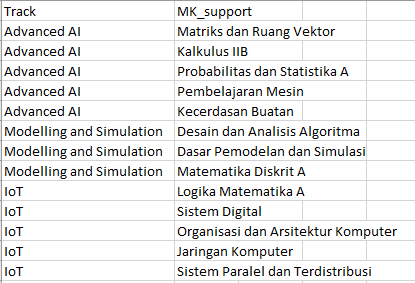 Track MK_support
Advanced AI Matriks dan Ruang Vektor
Advanced AI Kalkulus IIB
Advanced AI Probabilitas dan Statistika A
Advanced AI Pembelajaran Mesin
Advanced AI Kecerdasan Buatan
Modelling and Simulation Desain dan Analisis Algoritma
Modelling and Simulation Dasar Pemodelan dan Simulasi
Modelling and Simulation Matematika Diskrit A
IoT Logika Matematika A
IoT Sistem Digital
IoT Organisasi dan Arsitektur Komputer
IoT Jaringan Komputer
IoT Sistem Paralel dan Terdistribusi